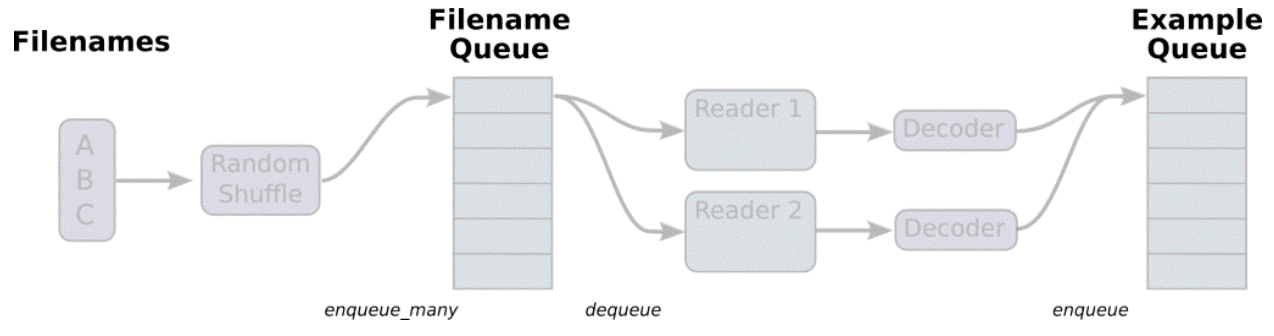 Filenames
Filename
Queue
Example
Queue
A
B
C
Random
Shuffle
Reader 1
Decoder
Reader 2
Decoder
enqueue_many
dequeue
enqueue